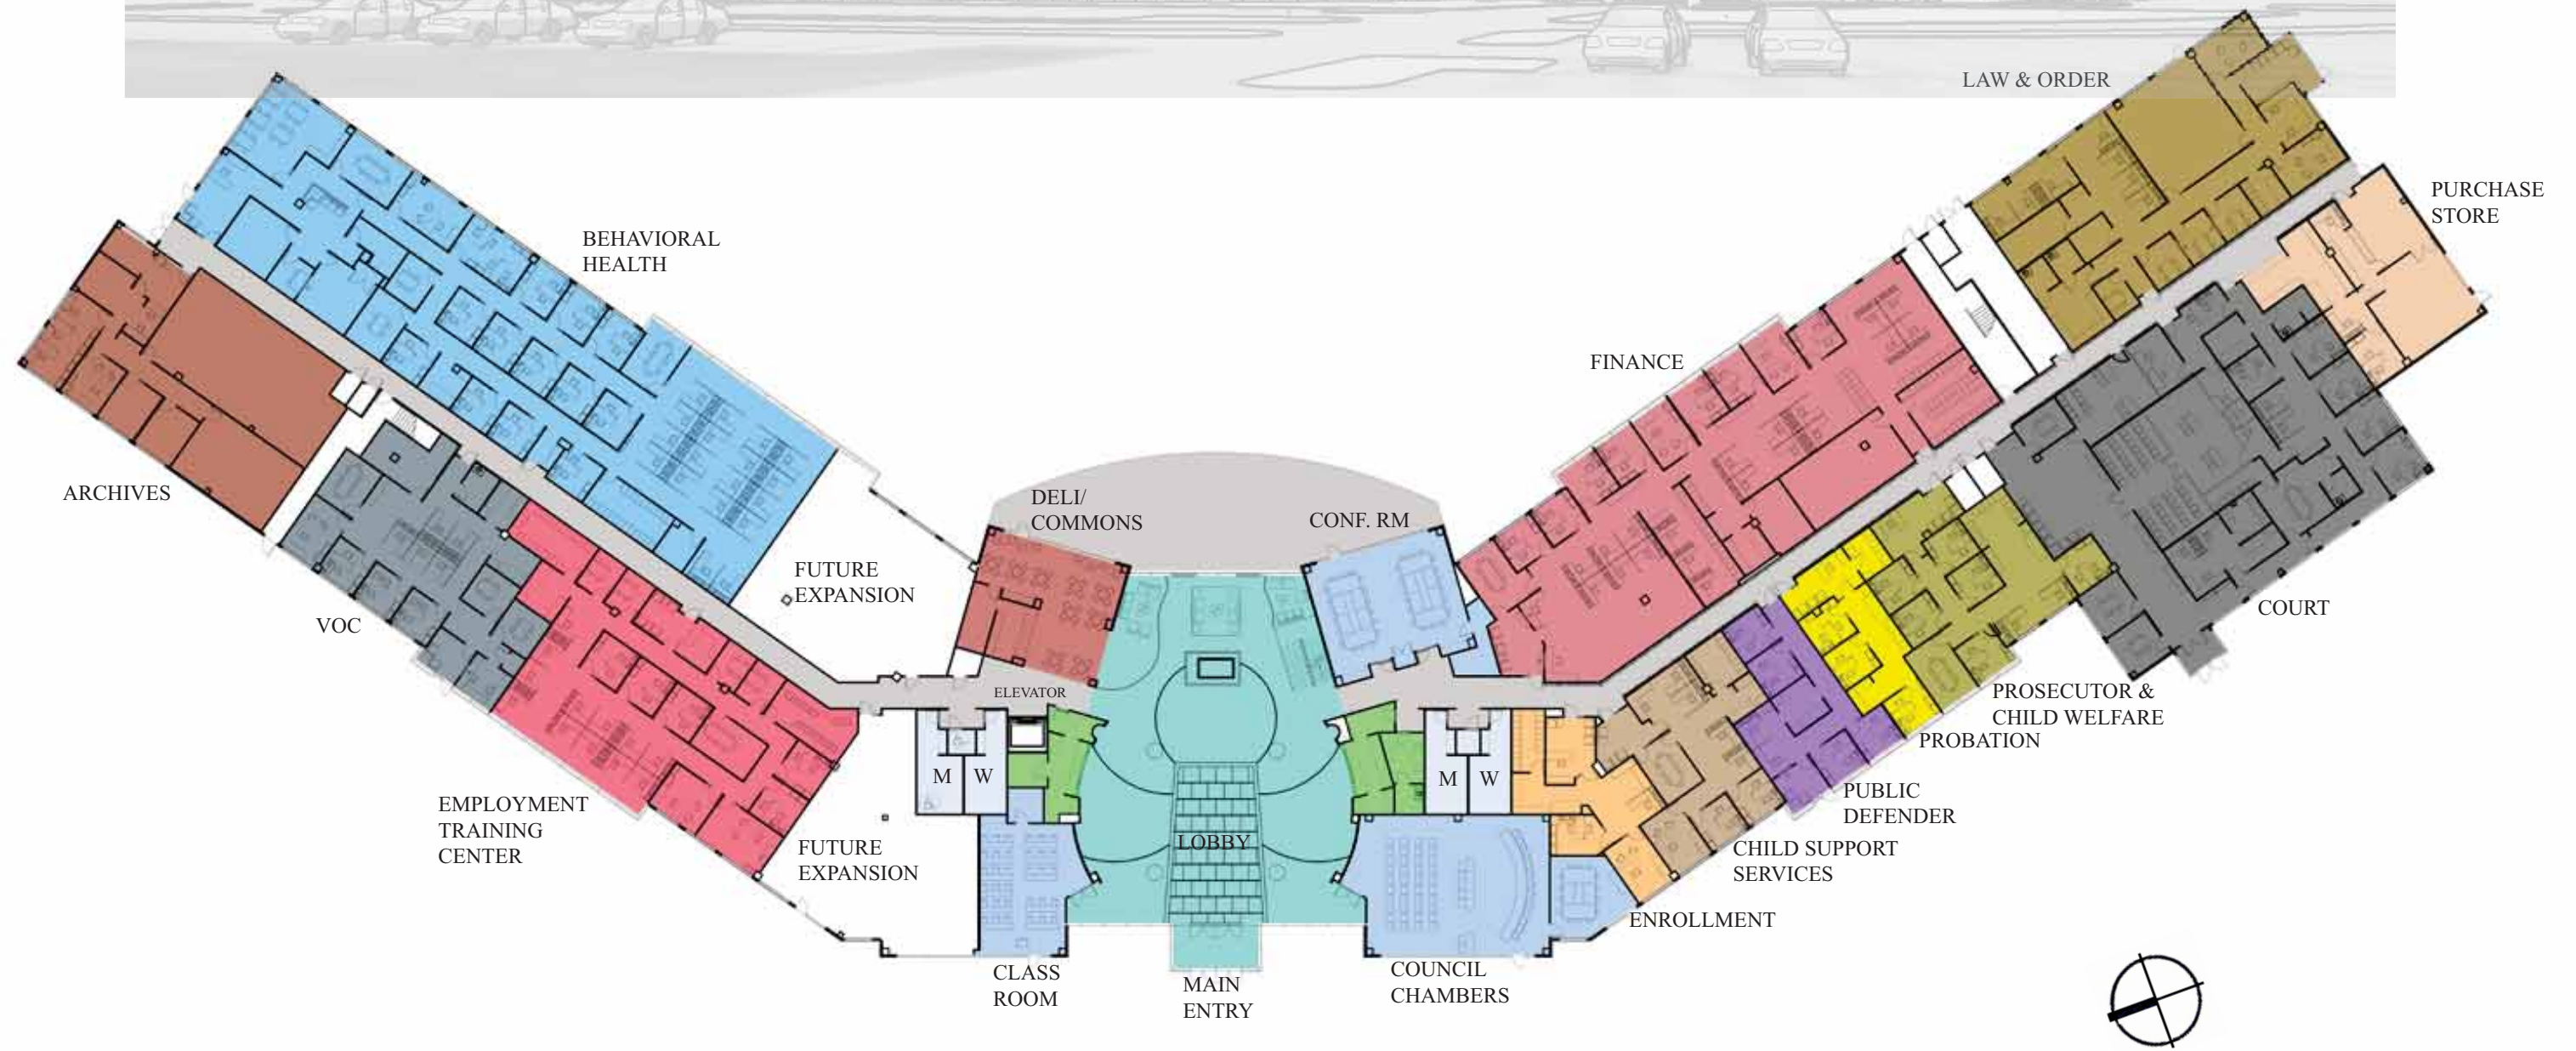 LAW & ORDER
PURCHASE
STORE
BEHAVIORAL
HEALTH
FINANCE
ARCHIVES
DELI/
COMMONS
CONF. RM
FUTURE
EXPANSION
VOC
COURT
ELEVATOR
PROSECUTOR &
CHILD WELFARE
PROBATION
M W
M W
EMPLOYMENT
TRAINING
CENTER
PUBLIC
DEFENDER
LOBBY
FUTURE
EXPANSION
CHILD SUPPORT
SERVICES
ENROLLMENT
CLASS
ROOM
MAIN
ENTRY
COUNCIL
CHAMBERS